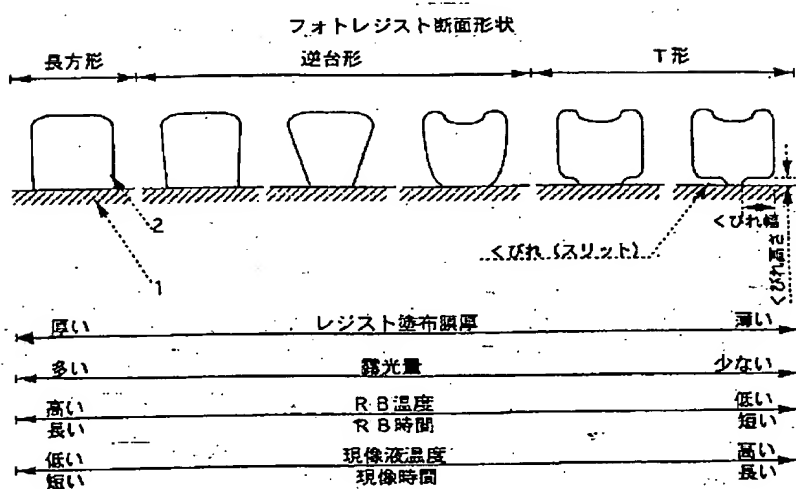 フォトレジスト断面形状
長方形 逆台形 T形
2
1
くびれ(スリット)
くびれ幅
くびれ高さ
厚い レジスト塗布膜厚 薄い
多い 露光量 少ない
高い RB温度 低い
長い RB時間 短い
低い 現像液温度 高い
短い 現像時間 長い